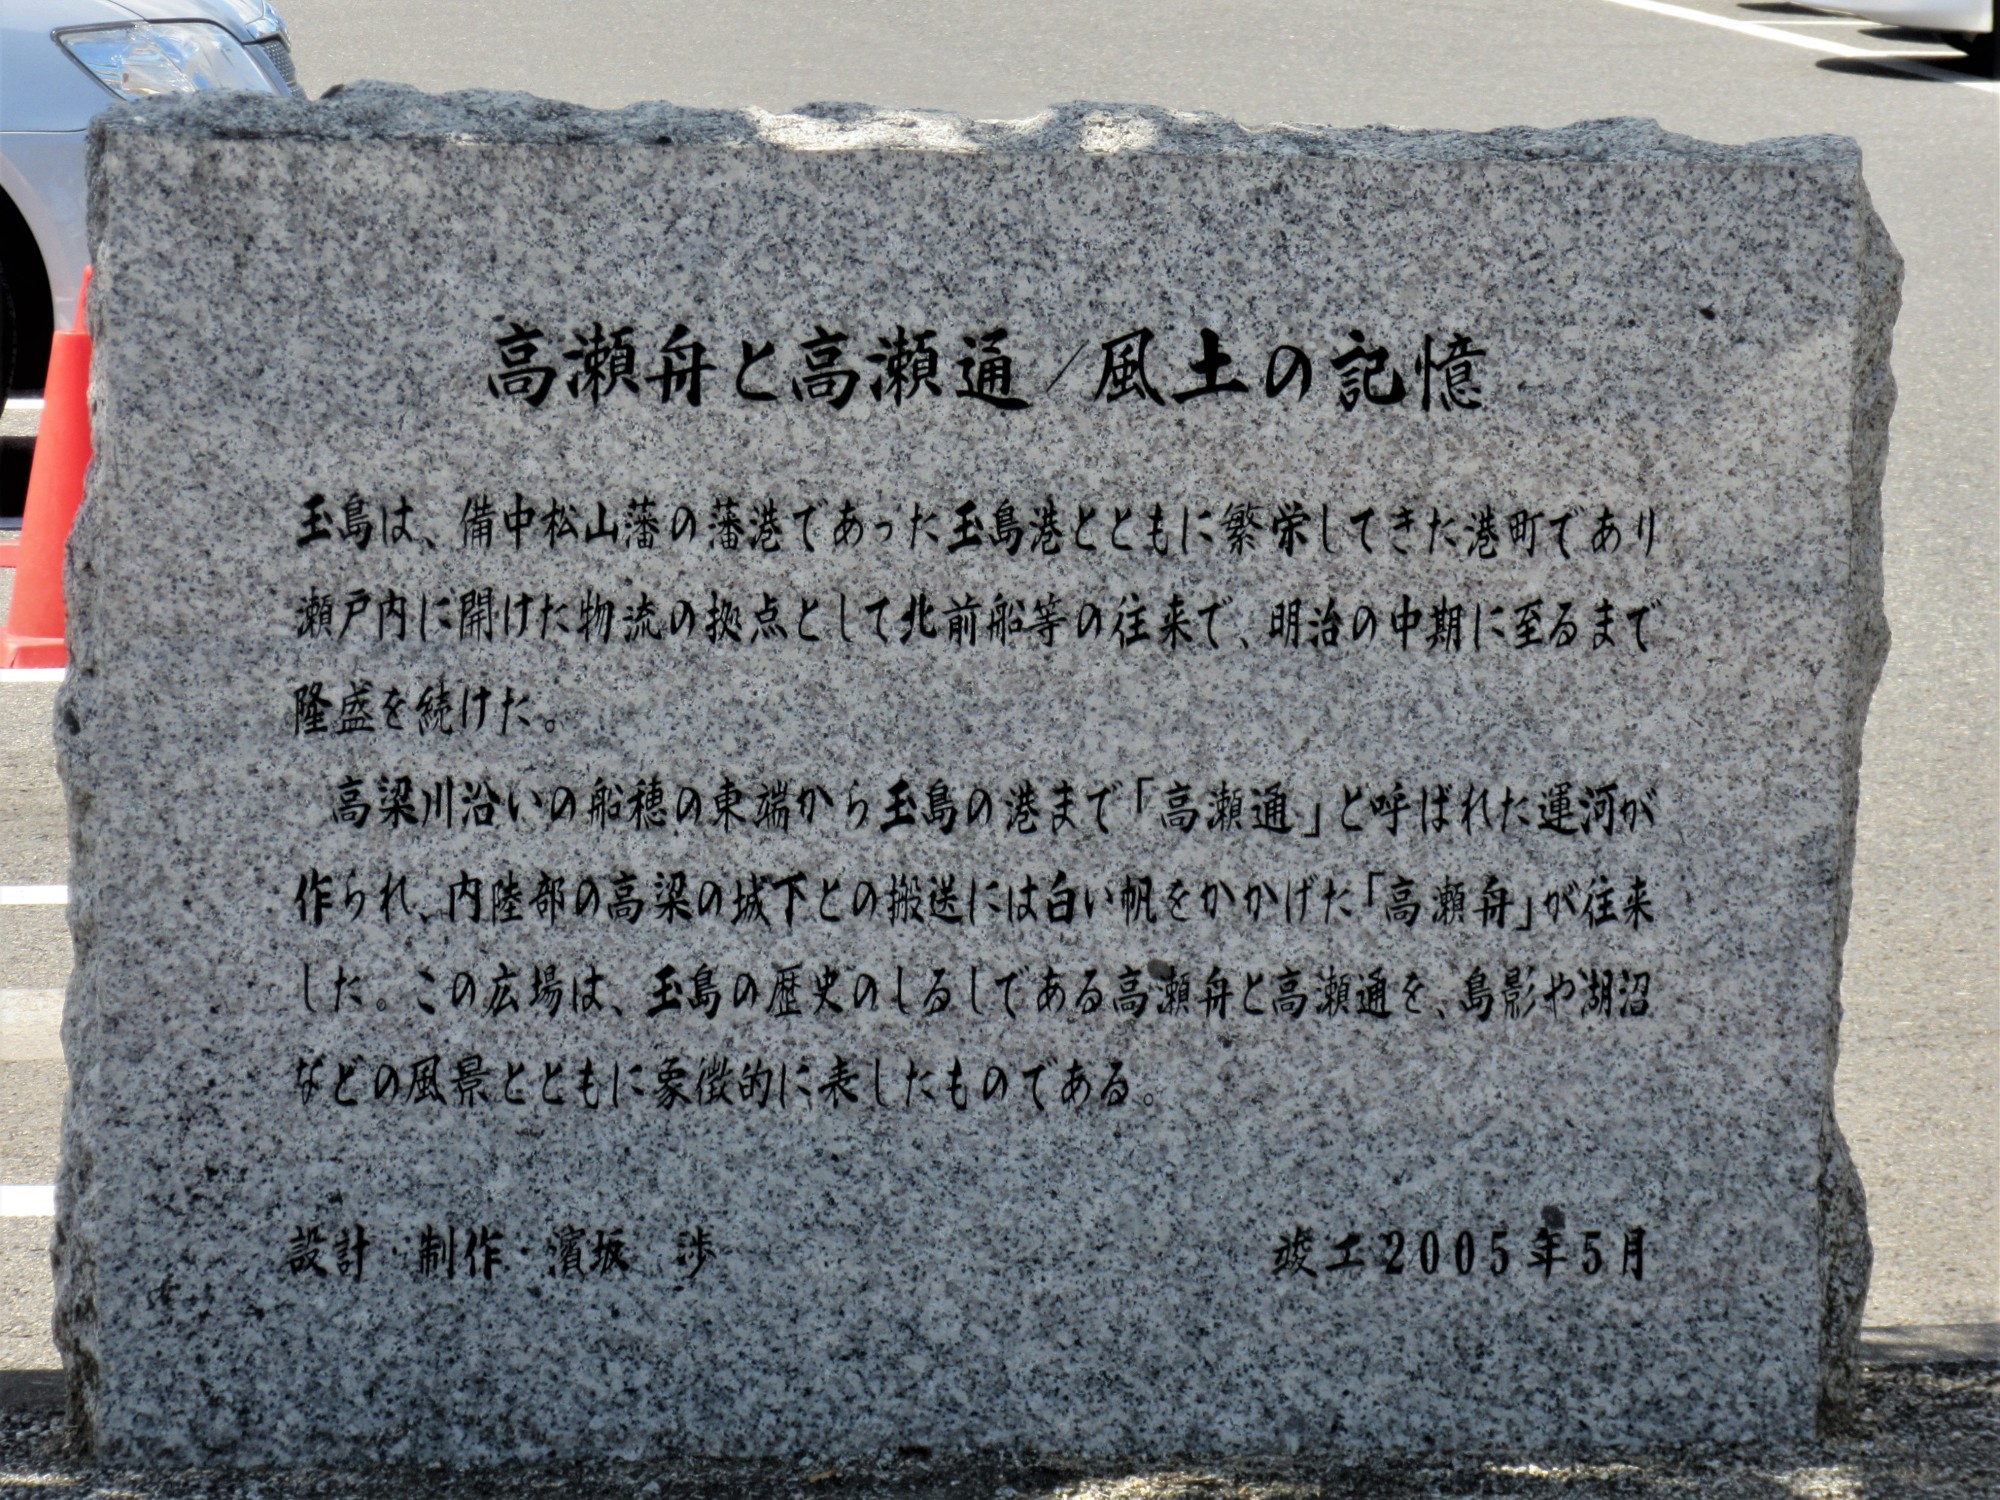 高瀬舟と高瀬通/風土の記憶
玉島は、備中松山藩の藩港であった玉島港とともに繁栄してきた港町であり
瀬戸内に開けた物流の拠点として北前船等の往来で、明治の中期に至るまで
隆盛を続けた。
高梁川沿いの船穂の東端から玉島の港まで「高瀬通」と呼ばれた運河が
作られ、内陸部の高梁の城下との搬送には白い帆をかかげた「高瀬舟」が往来
した。この広場は、玉島の歴史のしるしである高瀬舟と高瀬通を、島影や湖沼
などの風景とともに象徴的に表したものである。
設計・制作・濱坂 渉
竣工2005年5月